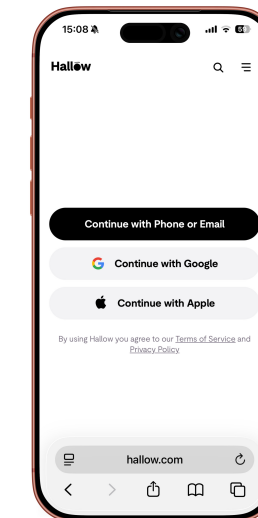 15:08
Hallow
Continue with Phone or Email
Continue with Google
Continue with Apple
By using Hallow you agree to our Terms of Service and
Privacy Policy
hallow.com